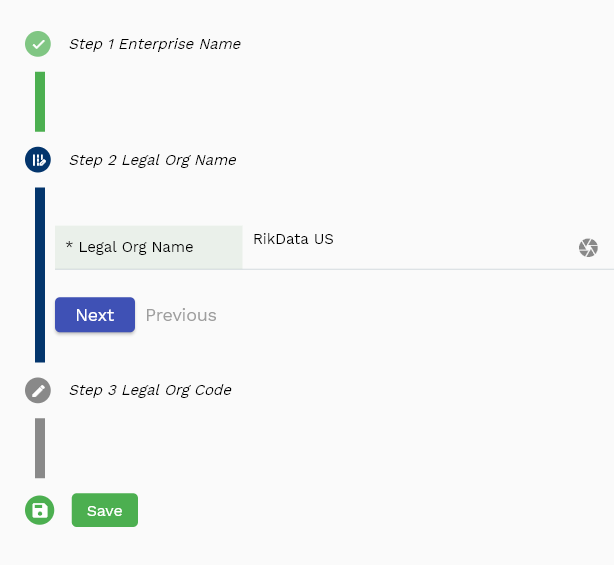 Step 1 Enterprise Name
Step 2 Legal Org Name
* Legal Org Name RikData US
Next Previous
Step 3 Legal Org Code
Save